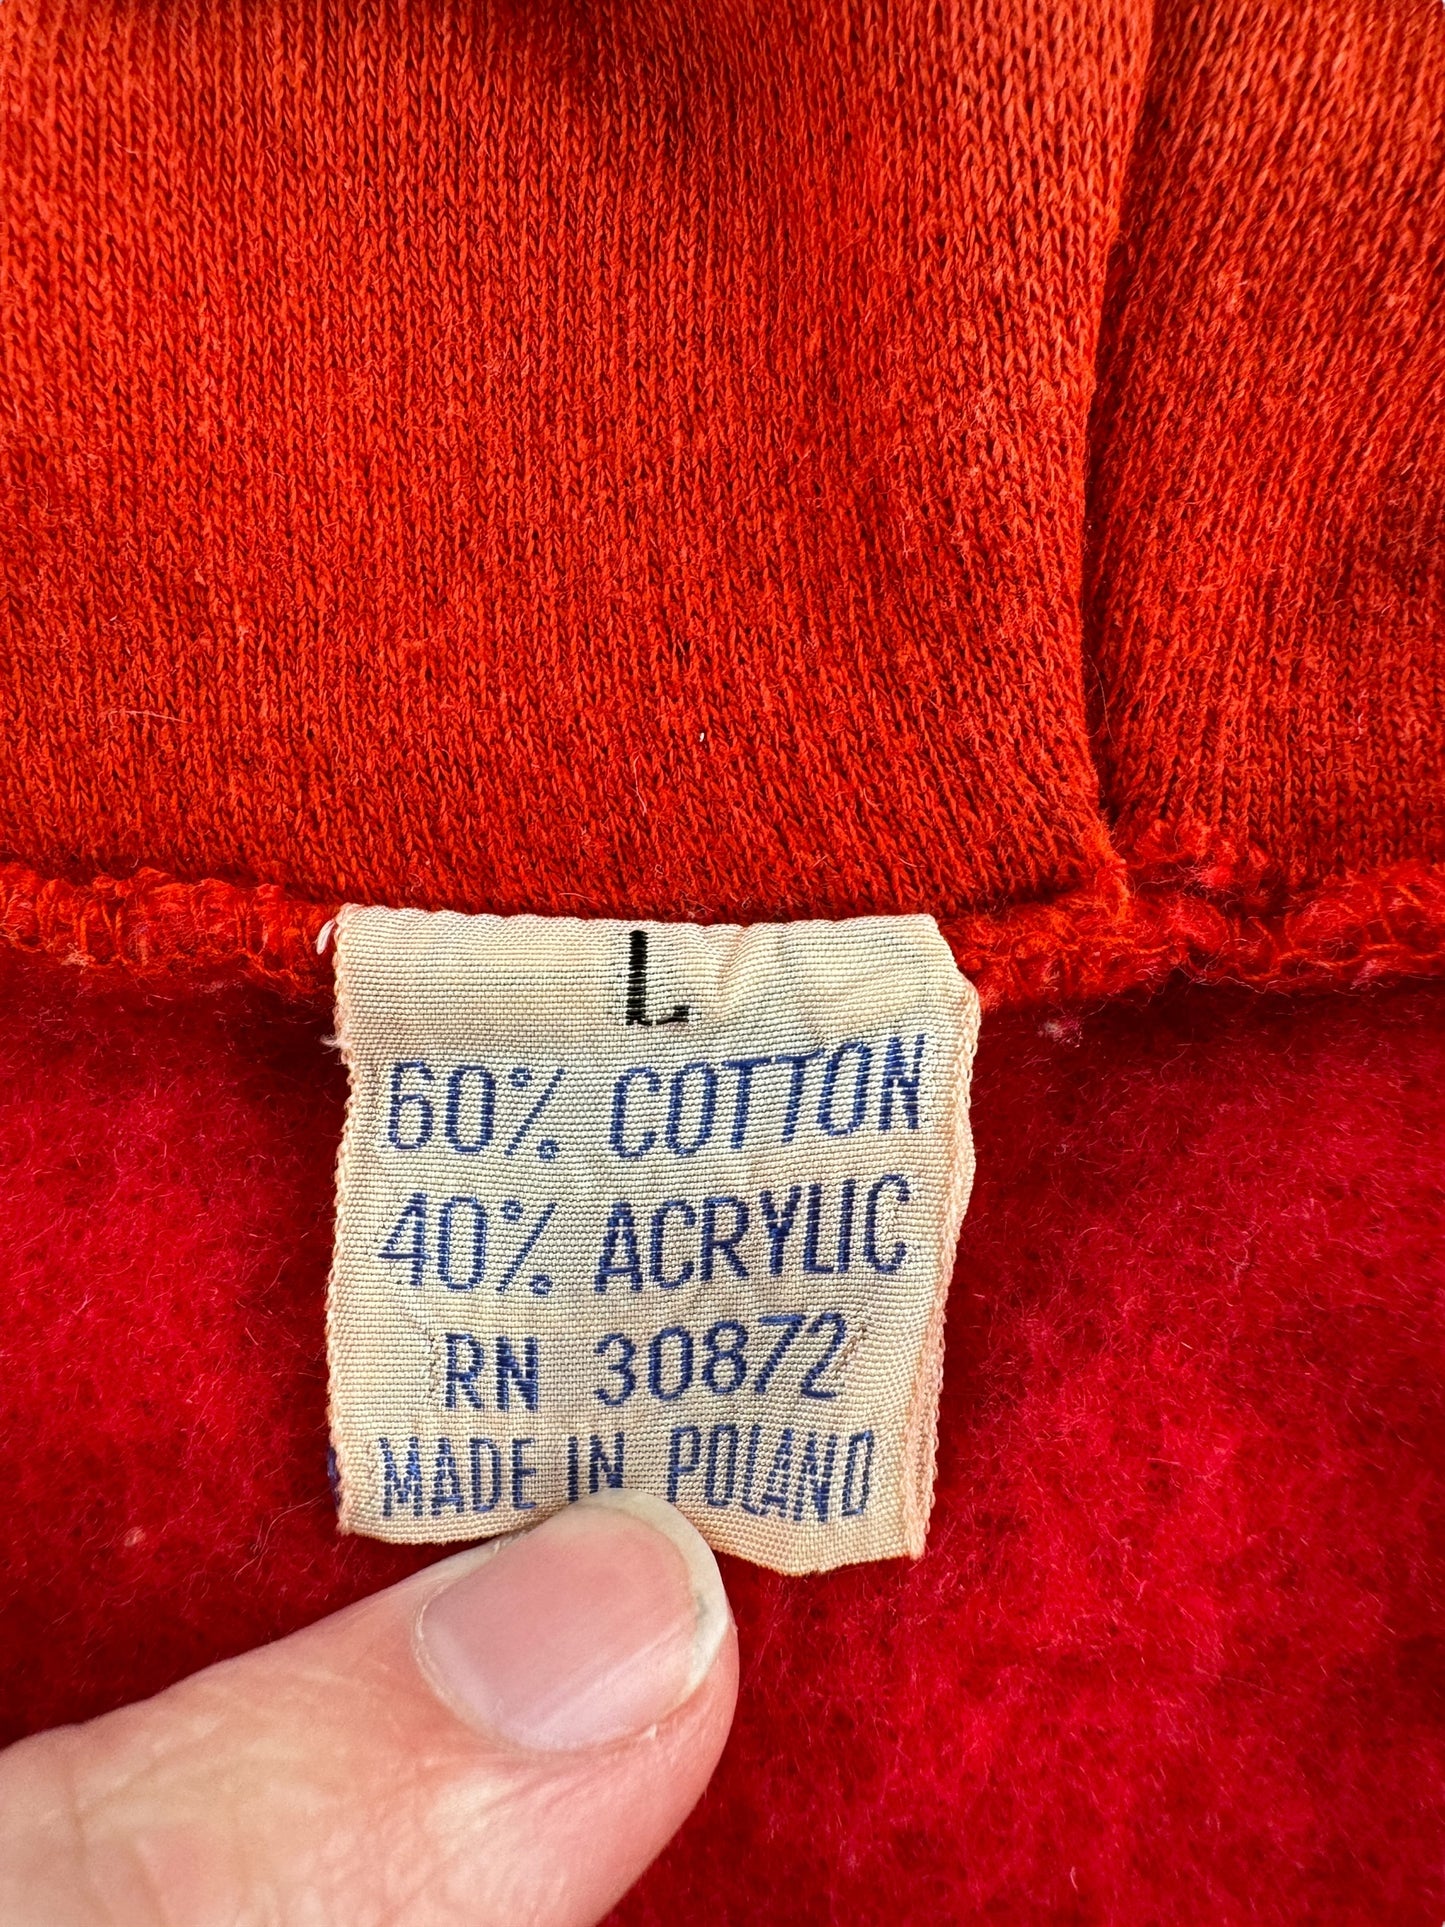 L
60% COTTON
40% ACRYLIC
RN 30872
MADE IN POLAND